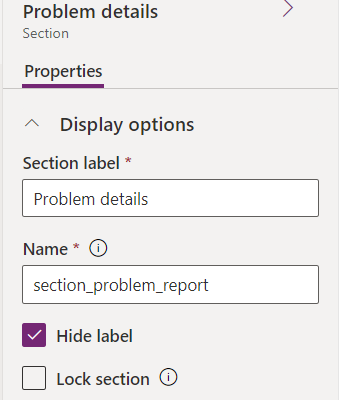 Problem details
Section
Properties
Display options
Section label *
Problem details
Name *
section_problem_report
Hide label
Lock section